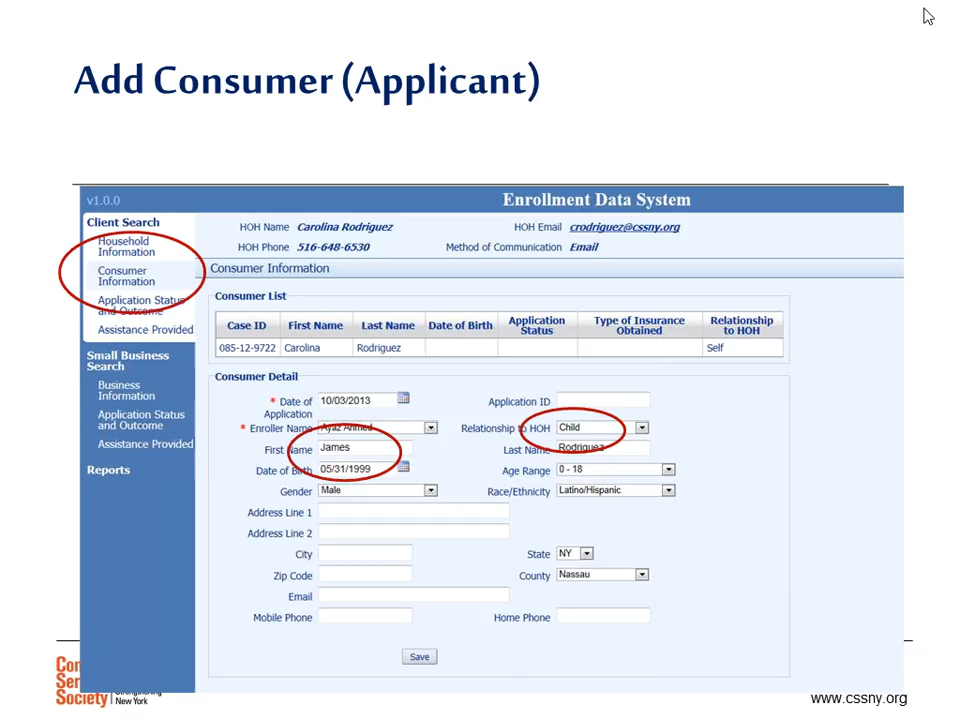 Add Consumer (Applicant)
v1.0.0
Enrollment Data System
Client Search
Household
Information
Consumer
Information
Application Status
and Outcome
Assistance Provided
Small Business
Search
Business
Information
Application Status
and Outcome
Assistance Provided
Reports
HOH Name Carolina Rodriguez HOH Email crodriguez@cssny.org
HOH Phone 516-648-6530 Method of Communication Email
Consumer Information
Consumer List
Case ID First Name Last Name Date of Birth Application Status Type of Insurance Obtained Relationship to HOH
085-12-9722 Carolina Rodriguez Self
Consumer Detail
* Date of Application 10/03/2013 Application ID
* Enroller Name Ayaz Ahmed Relationship to HOH Child
First Name James Last Name Rodriguez
Date of Birth 05/31/1999 Age Range 0 - 18
Gender Male Race/Ethnicity Latino/Hispanic
Address Line 1
Address Line 2
City State NY
Zip Code County Nassau
Email
Mobile Phone Home Phone
Save
Society
New York
www.cssny.org